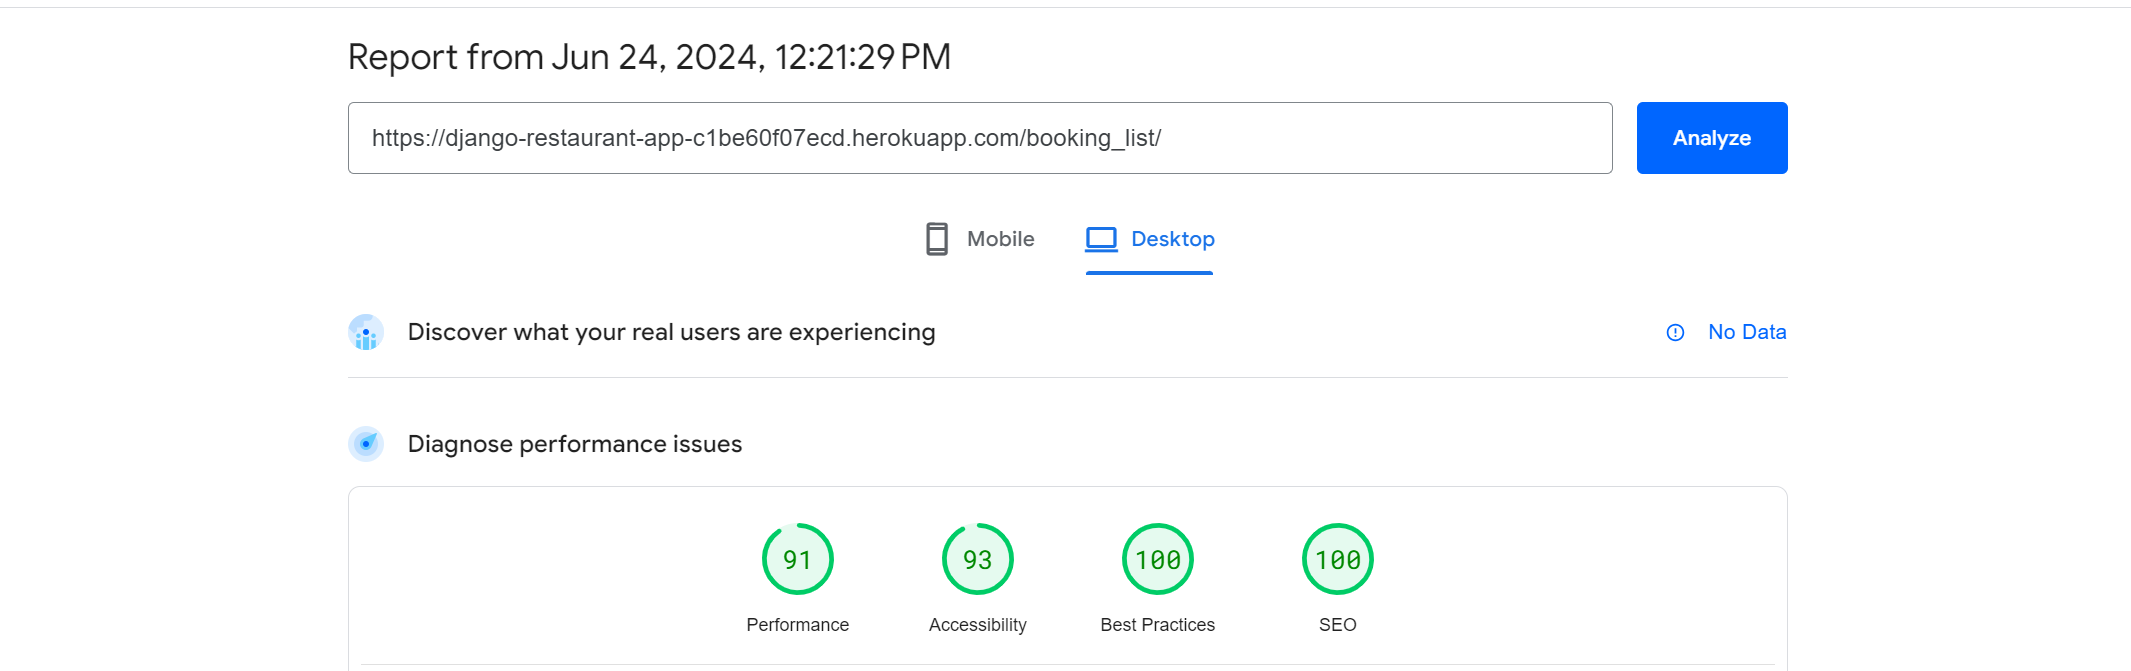 Report from Jun 24, 2024, 12:21:29 PM
https://django-restaurant-app-c1be60f07ecd.herokuapp.com/booking_list/
Analyze
Mobile
Desktop
Discover what your real users are experiencing
No Data
Diagnose performance issues
91
93
100
100
Performance
Accessibility
Best Practices
SEO